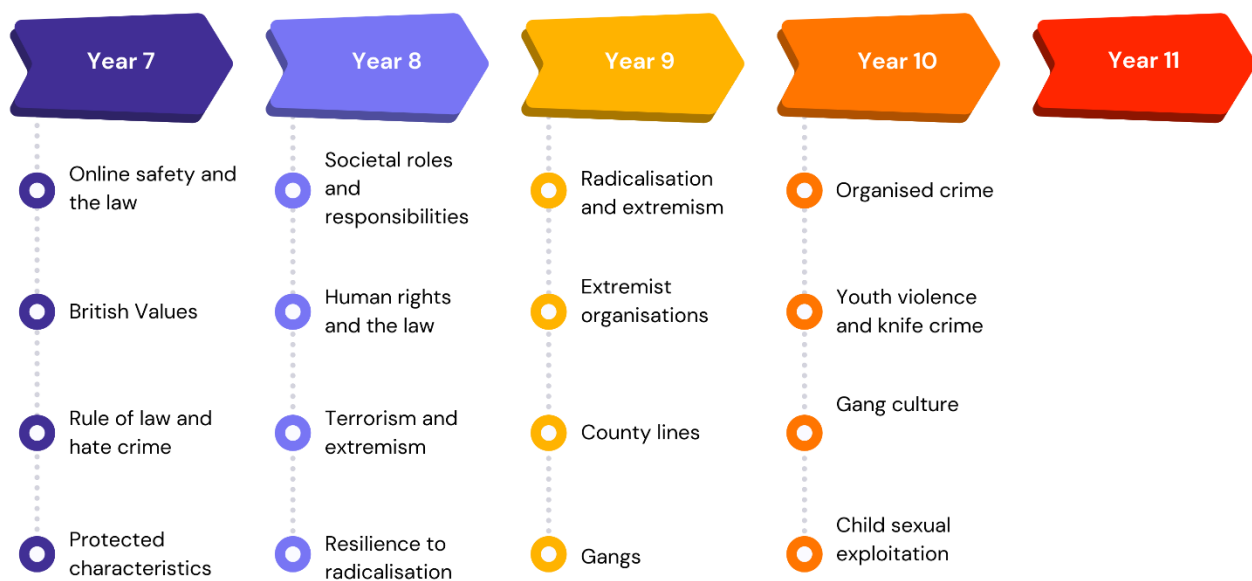 Year 7
Year 8
Year 9
Year 10
Year 11
Online safety and
the law
British Values
Rule of law and
hate crime
Protected
characteristics
Societal roles
and
responsibilities
Human rights
and the law
Terrorism and
extremism
Resilience to
radicalisation
Radicalisation
and extremism
Extremist
organisations
County lines
Gangs
Organised crime
Youth violence
and knife crime
Gang culture
Child sexual
exploitation